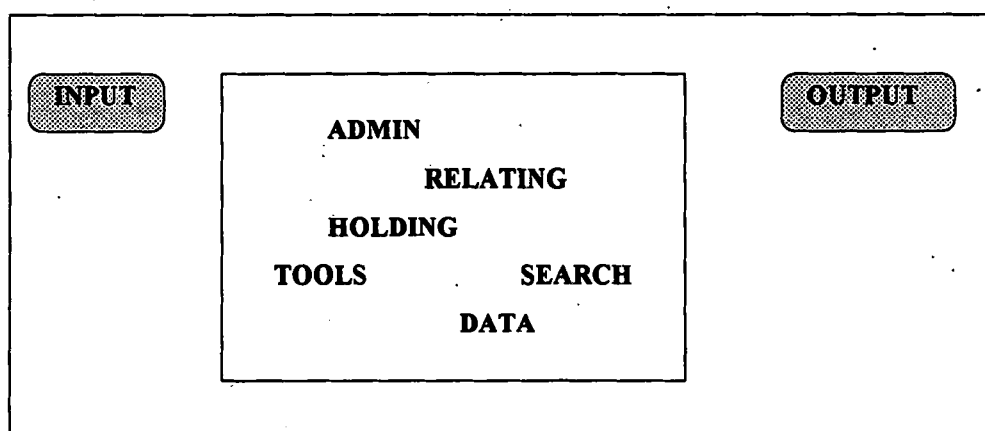 INPUT
OUTPUT
ADMIN
RELATING
HOLDING
TOOLS SEARCH
DATA